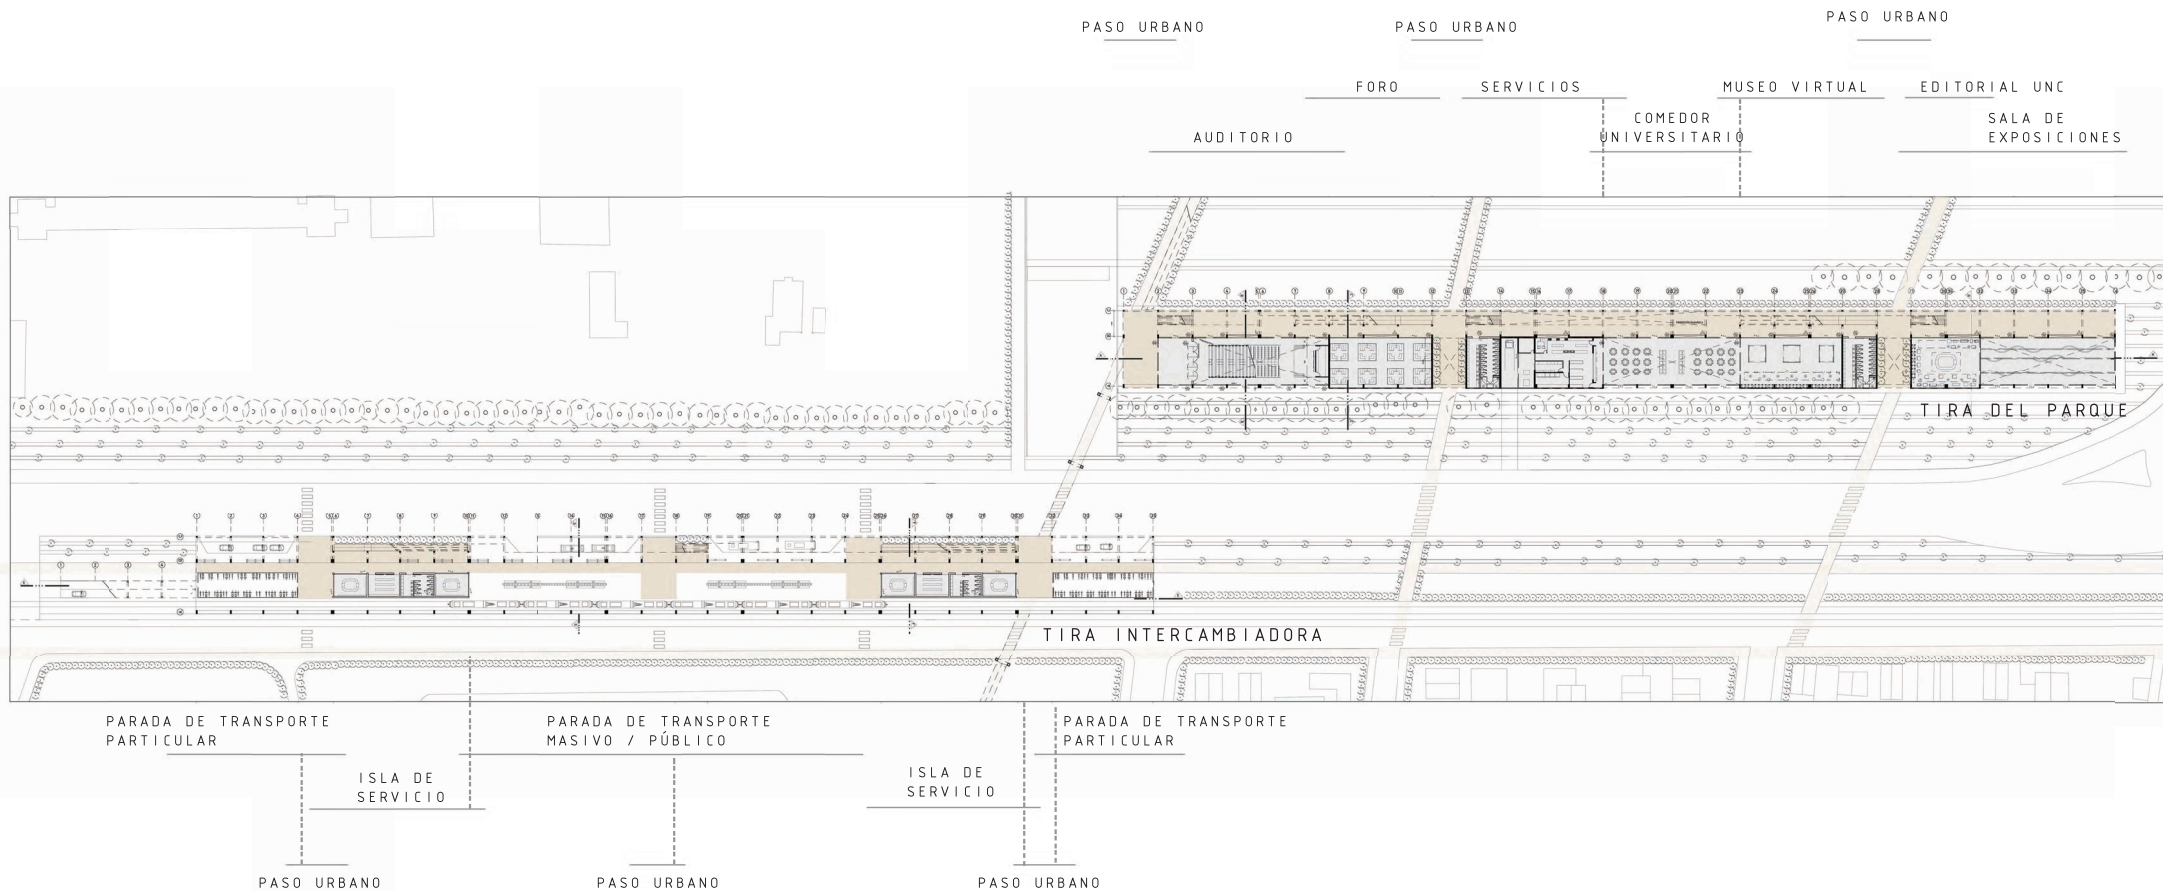 PASO URBANO
PASO URBANO
PASO URBANO
FORO
SERVICIOS
MUSEO VIRTUAL
EDITORIAL UNC
AUDITORIO
COMEDOR
UNIVERSITARIO
SALA DE
EXPOSICIONES
TIRA DEL PARQUE
TIRA INTERCAMBIADORA
PARADA DE TRANSPORTE
PARTICULAR
PARADA DE TRANSPORTE
MASIVO / PÚBLICO
PARADA DE TRANSPORTE
PARTICULAR
ISLA DE
SERVICIO
ISLA DE
SERVICIO
PASO URBANO
PASO URBANO
PASO URBANO